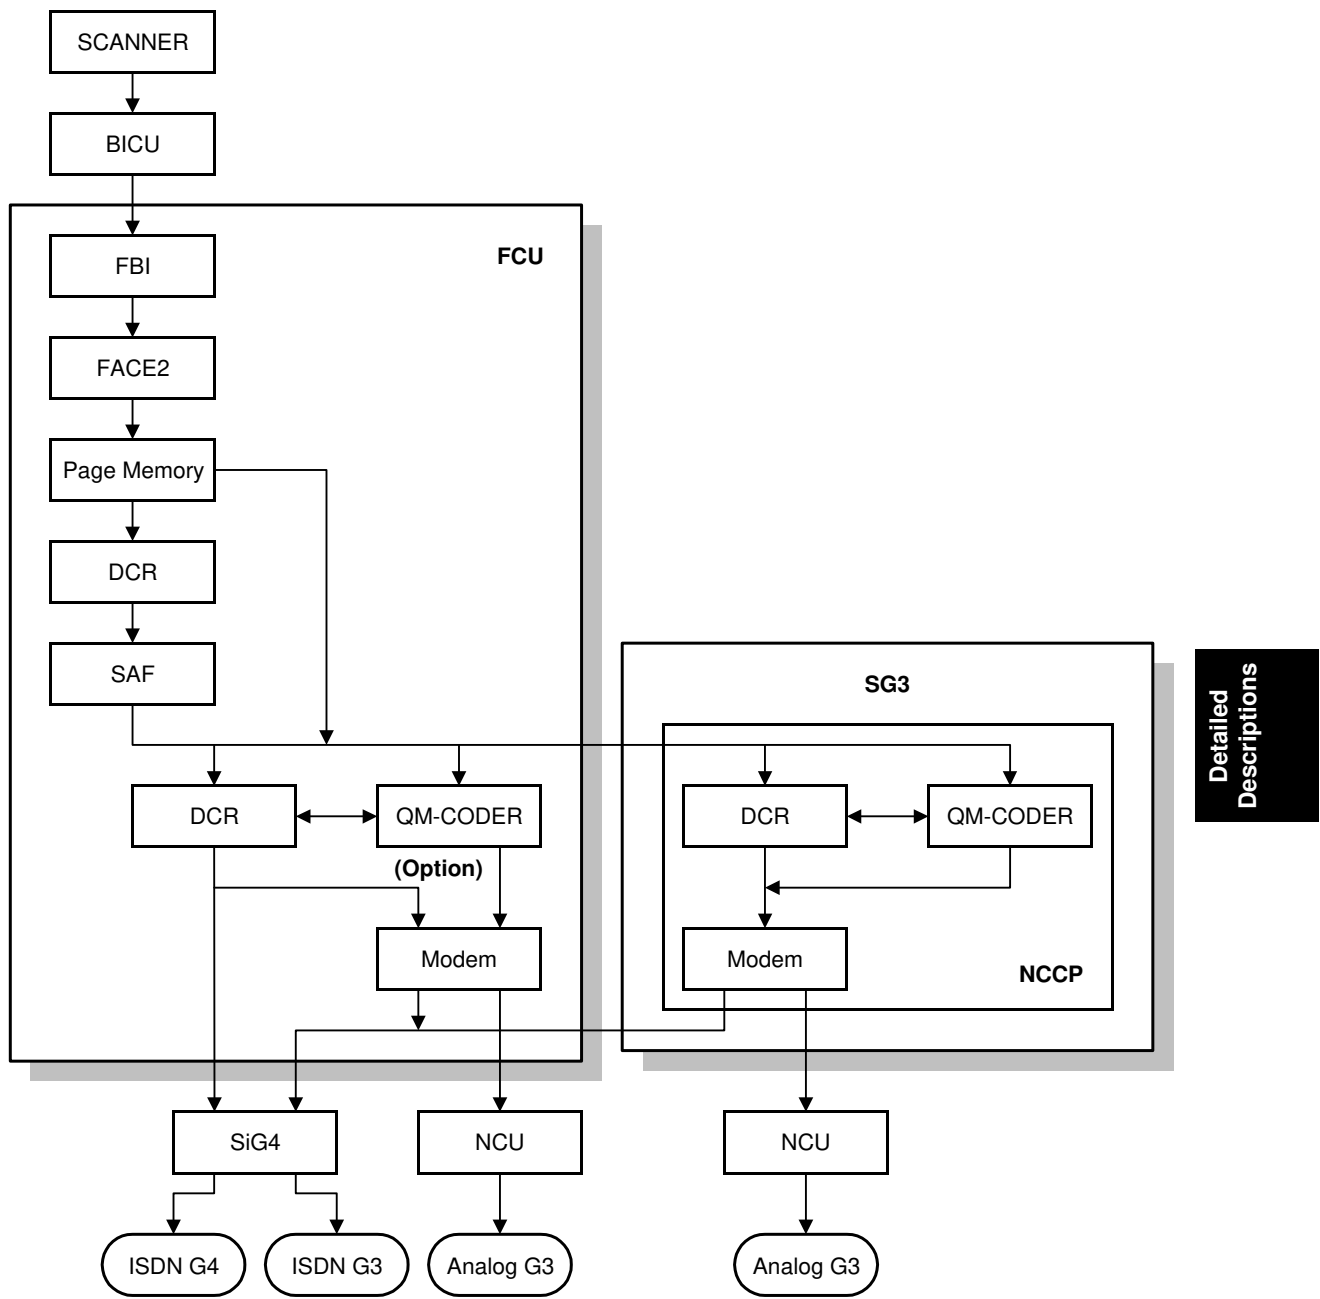 SCANNER
BICU
FCU
FBI
FACE2
Page Memory
DCR
SAF
SG3
Detailed
Descriptions
DCR
QM-CODER
DCR
QM-CODER
(Option)
Modem
Modem
NCCP
SiG4
NCU
NCU
ISDN G4
ISDN G3
Analog G3
Analog G3